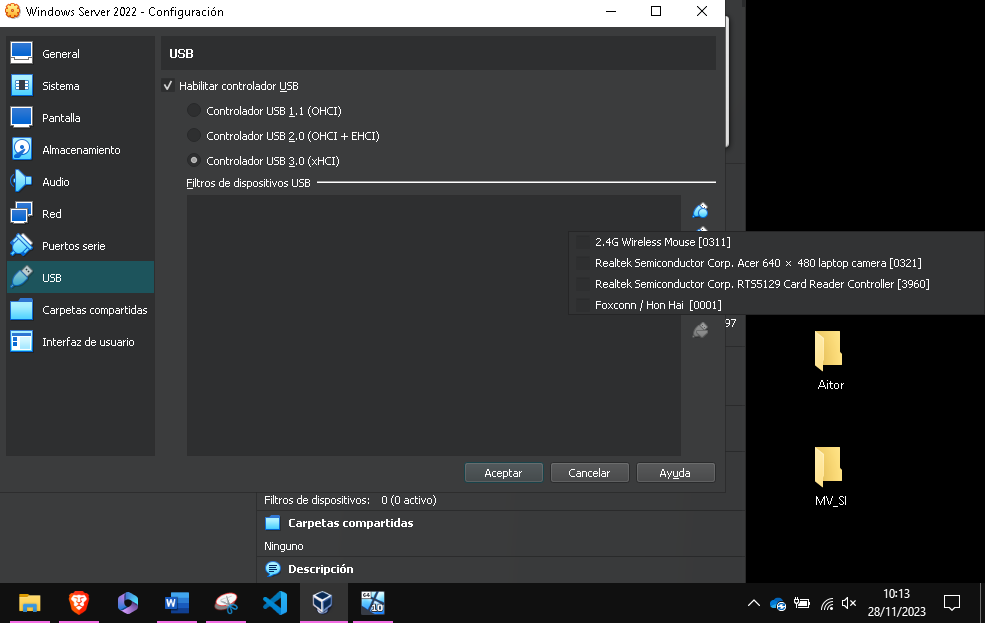 Windows Server 2022 - Configuración
General
Sistema
Pantalla
Almacenamiento
Audio
Red
Puertos serie
USB
Carpetas compartidas
Interfaz de usuario
USB
Habilitar controlador USB
Controlador USB 1.1 (OHCI)
Controlador USB 2.0 (OHCI + EHCI)
Controlador USB 3.0 (xHCI)
Filtros de dispositivos USB
2.4G Wireless Mouse [0311]
Realtek Semiconductor Corp. Acer 640 × 480 laptop camera [0321]
Realtek Semiconductor Corp. RTS5129 Card Reader Controller [3960]
Foxconn / Hon Hai [0001]
97
Aceptar Cancelar Ayuda
Filtros de dispositivos: 0 (0 activo)
Carpetas compartidas
Ninguno
Descripción
Aitor
MV_SI
10
10:13
28/11/2023